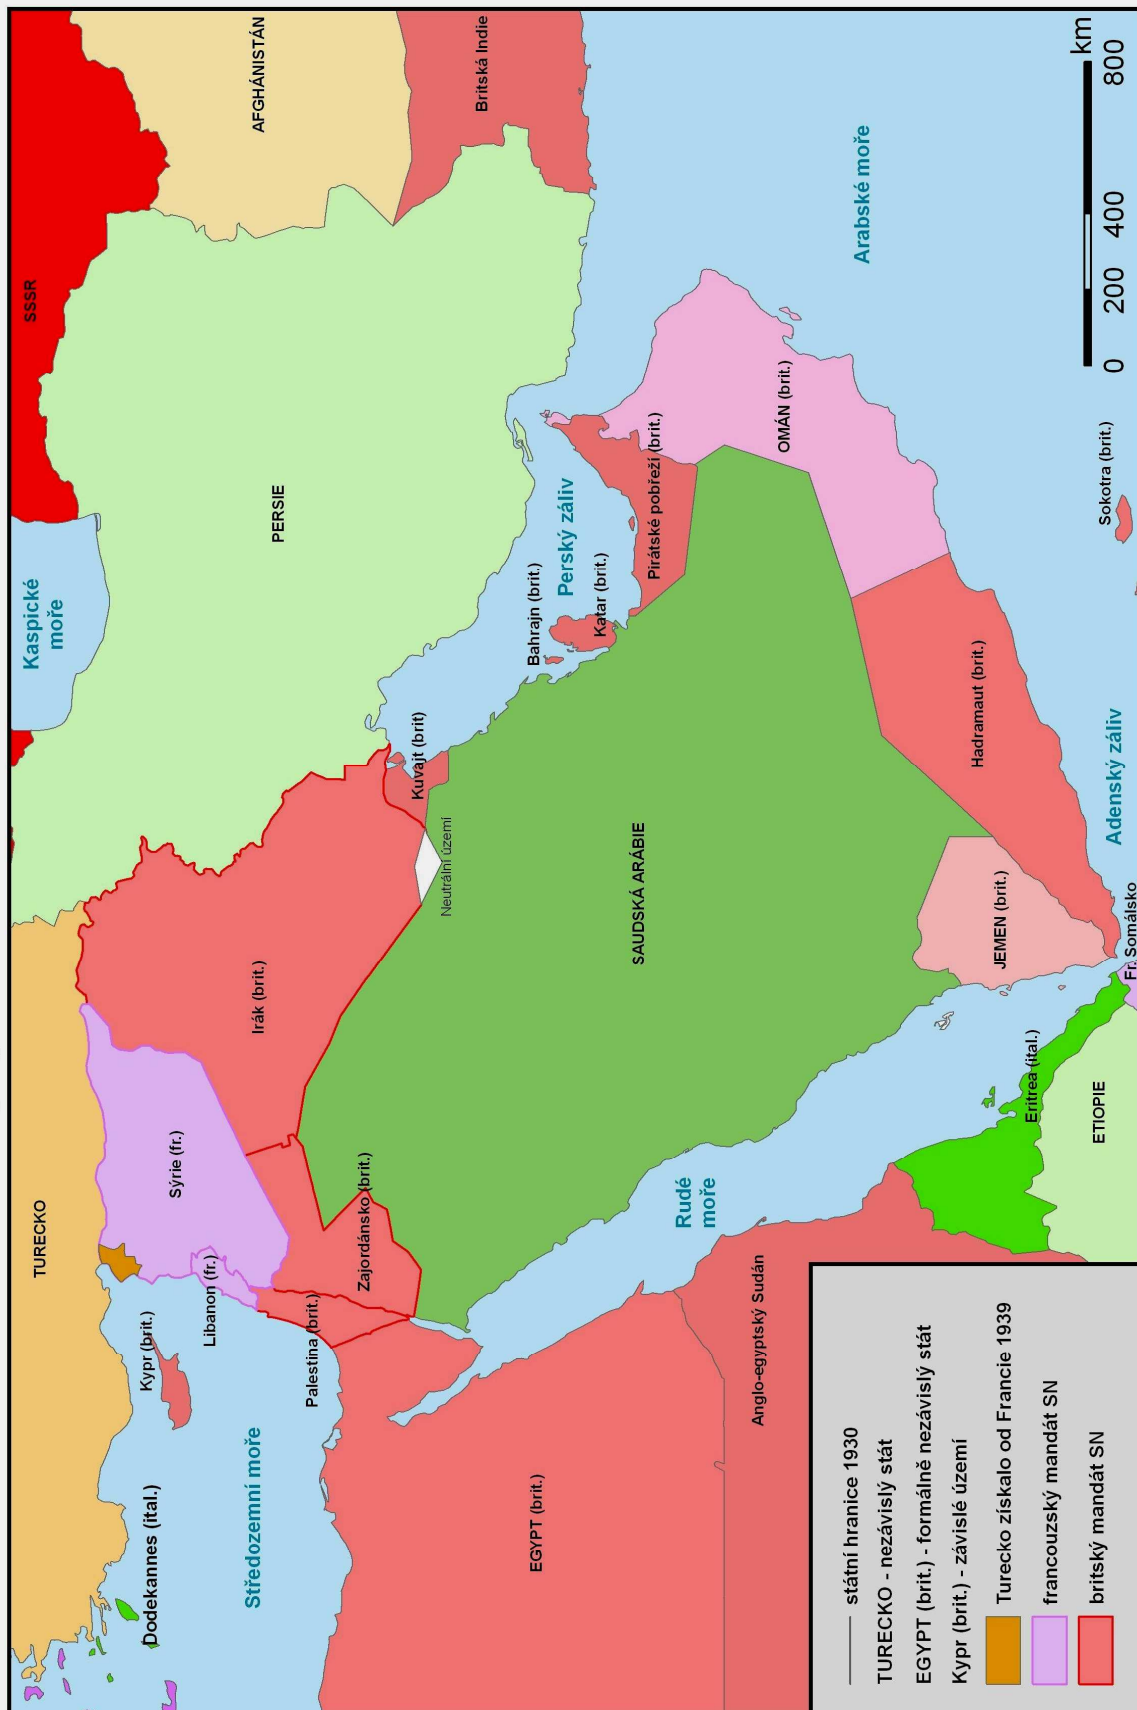 SSSR
AFGHÁNISTÁN
Britská Indie
Kaspické
moře
PERSIE
TURECKO
Sýrie (fr.)
Irák (brit.)
Kypr (brit.)
Libanon (fr.)
Palestina (brit.)
Zajordánsko (brit.)
Dodekannes (ital.)
Středozemní moře
Kuvajt (brit)
Neutrální území
Bahrajn (brit.)
Perský záliv
Katar (brit.)
Pirátské pobřeží (brit.)
OMÁN (brit.)
Arabské moře
SAUDSKÁ ARÁBIE
EGYPT (brit.)
Rudé
moře
Anglo-egyptský Sudán
Hadramaut (brit.)
JEMEN (brit.)
Eritrea (ital.)
ETIOPIE
Fr. Somálsko
Adenský záliv
Sokotra (brit.)
km
0 200 400 800
státní hranice 1930
TURECKO - nezávislý stát
EGYPT (brit.) - formálně nezávislý stát
Kypr (brit.) - závislé území
Turecko získalo od Francie 1939
francouzský mandát SN
britský mandát SN